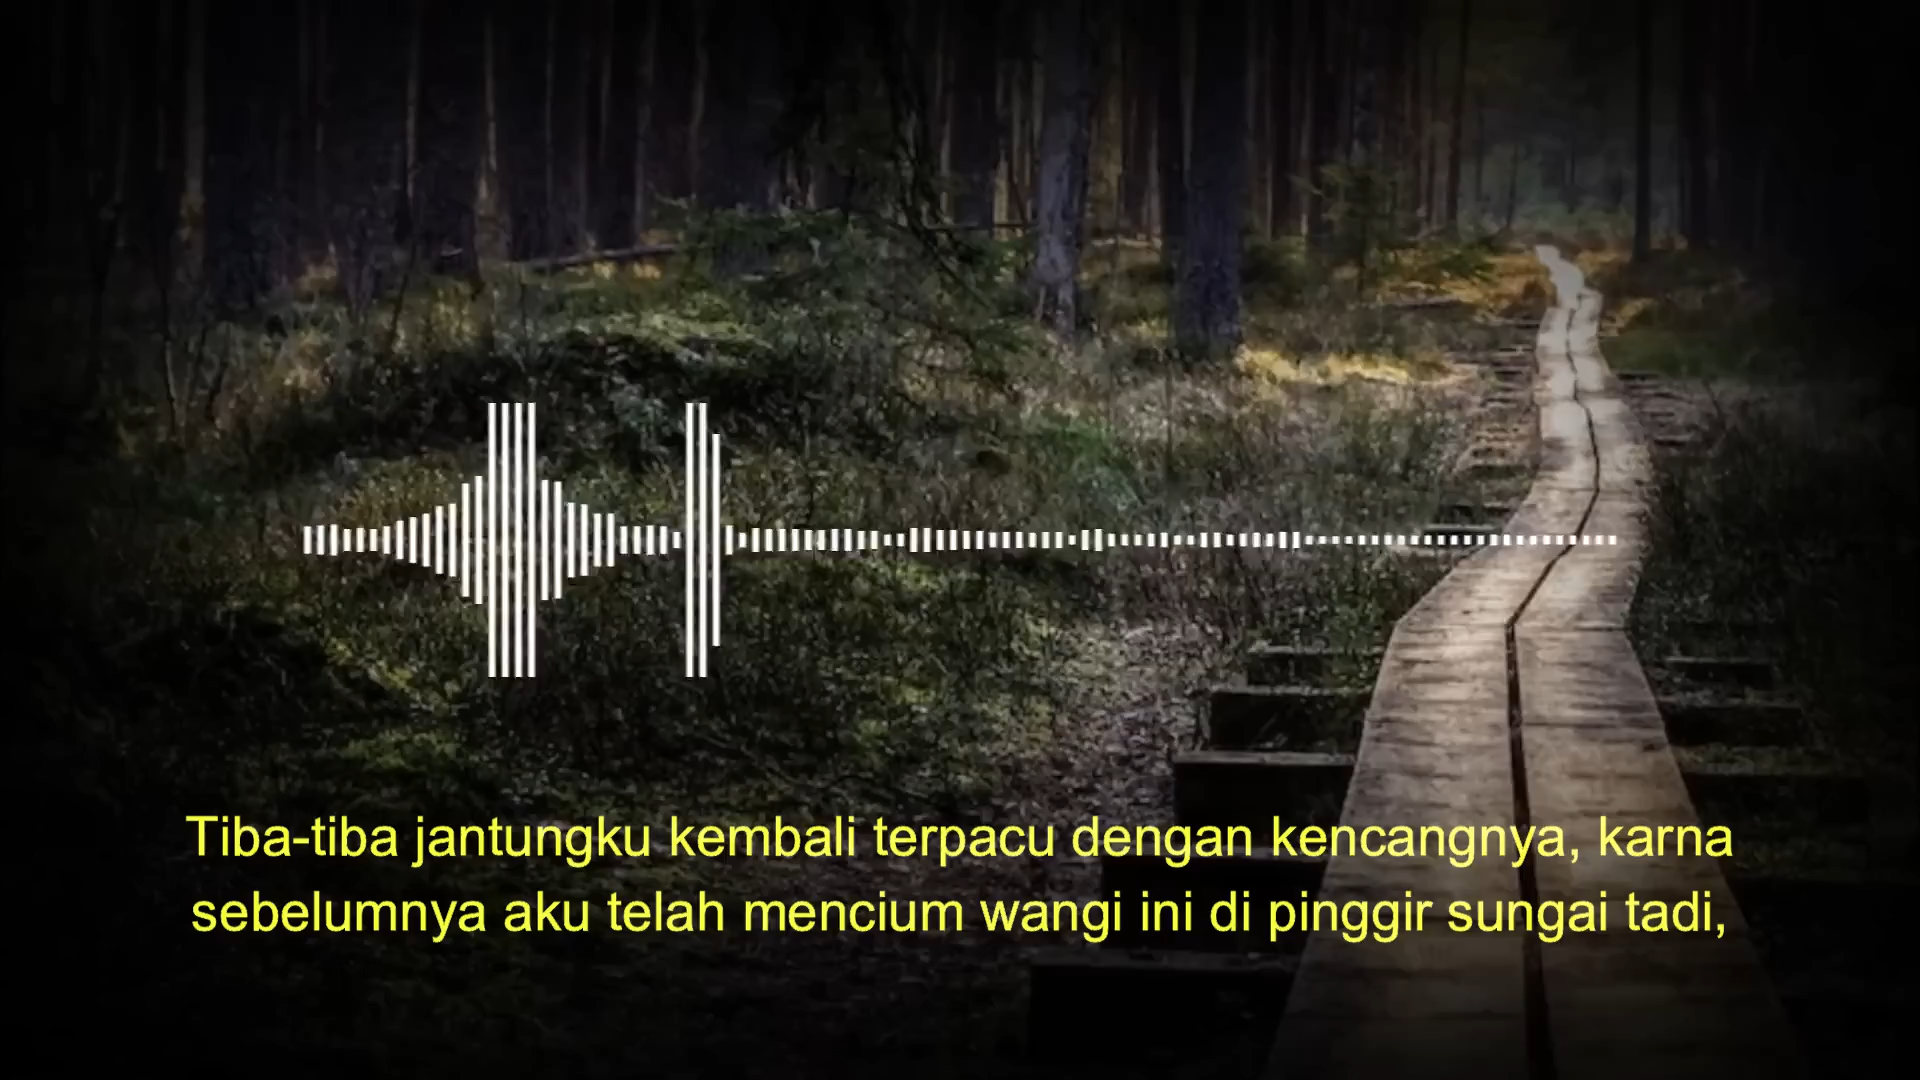 Tiba-tiba jantungku kembali terpacu dengan kencangnya, karna
sebelumnya aku telah mencium wangi ini di pinggir sungai tadi,